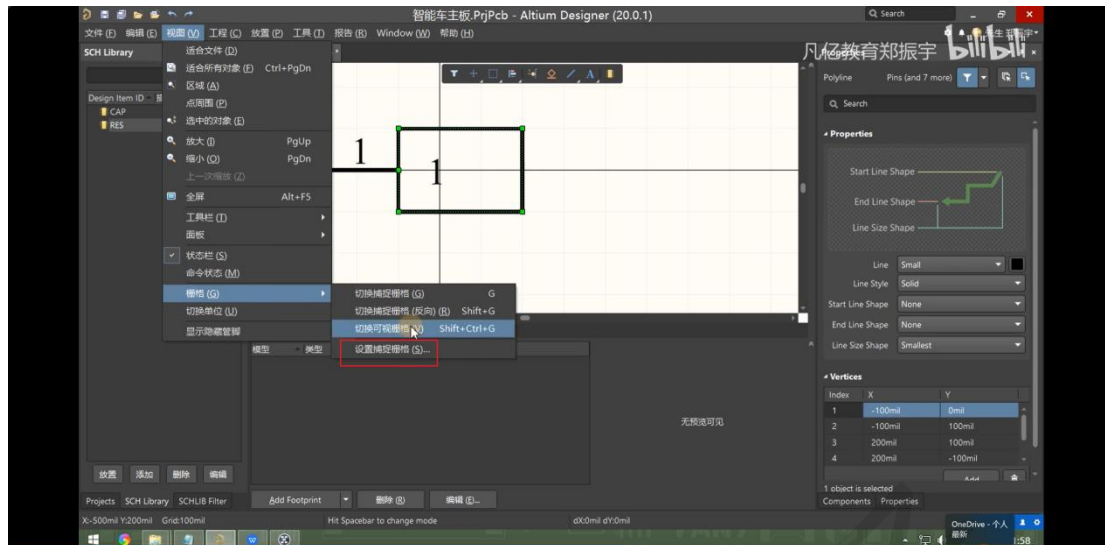 智能车主板.PrjPcb - Altium Designer (20.0.1)
Search
文件 (F) 编辑 (E) 视图 (V) 工程 (C) 放置 (P) 工具 (T) 报告 (R) Window (W) 帮助 (H)
凡亿教育郑振宇 bilibili
SCH Library
Design Item ID
CAP
RES
适合文件 (D)
适合所有对象 (F) Ctrl+PgDn
区域 (A)
点周围 (P)
选中的对象 (E)
放大 (I) PgUp
缩小 (O) PgDn
上一次缩放 (Z)
全屏 Alt+F5
工具栏 (T)
面板
状态栏 (S)
命令状态 (M)
栅格 (G)
切换单位 (U)
显示隐藏管脚
切换捕捉栅格 (G) G
切换捕捉栅格 (反向) (R) Shift+G
切换可视栅格 (V) Shift+Ctrl+G
设置捕捉栅格 (S)...
1
1
模型 类型
无预览可见
放置 添加 删除 编辑
Projects SCH Library SCHLIB Filter
Add Footprint 删除 (R) 编辑 (E)...
Polyline Pins (and 7 more)
Search
Properties
Start Line Shape
End Line Shape
Line Size Shape
Line Small
Line Style Solid
Start Line Shape None
End Line Shape None
Line Size Shape Smallest
Vertices
Index X Y
1 -100mil 0mil
2 -100mil 100mil
3 200mil 100mil
4 200mil -100mil
Add
1 object is selected
Components Properties
X:-500mil Y:200mil Grid:100mil
Hit Spacebar to change mode
dX:0mil dY:0mil
OneDrive - 个人
最新
1:58